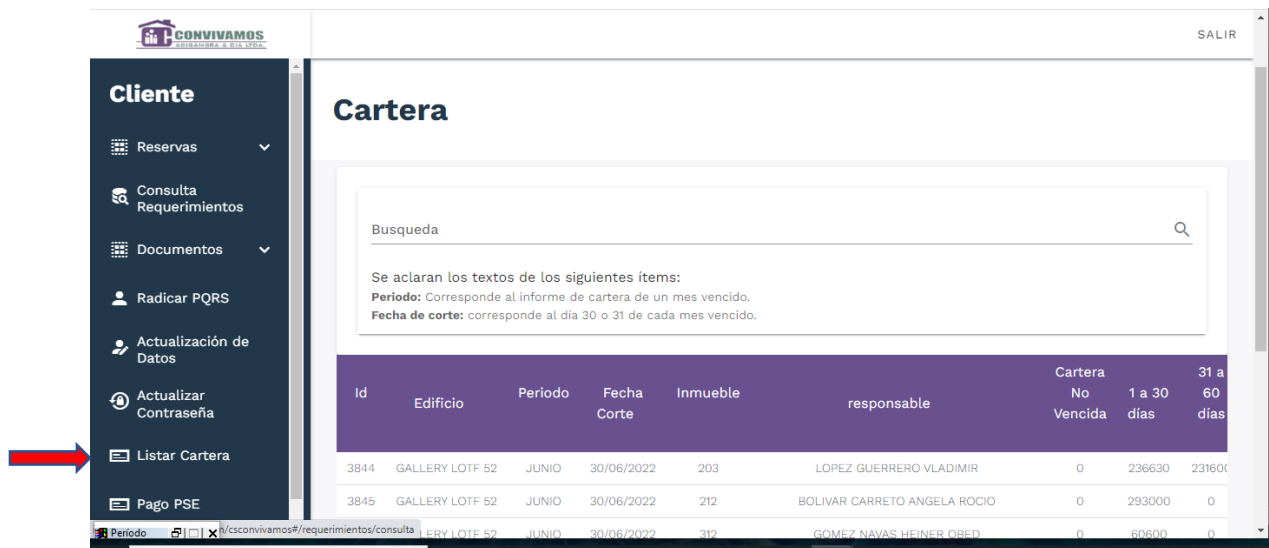 CONVIVAMOS
ADISAMBRA & CIA LTDA.
SALIR
Cliente
Reservas
Consulta
Requerimientos
Documentos
Radicar PQRS
Actualización de
Datos
Actualizar
Contraseña
Listar Cartera
Pago PSE
Cartera
Busqueda
Se aclaran los textos de los siguientes ítems:
Periodo: Corresponde al informe de cartera de un mes vencido.
Fecha de corte: corresponde al día 30 o 31 de cada mes vencido.
Id Edificio Periodo Fecha Corte Inmueble responsable Cartera No Vencida 1 a 30 días 31 a 60 días
3844 GALLERY LOTF 52 JUNIO 30/06/2022 203 LOPEZ GUERRERO VLADIMIR 0 236630 231600
3845 GALLERY LOTF 52 JUNIO 30/06/2022 212 BOLIVAR CARRETO ANGELA ROCIO 0 293000 0
LERY LOTF 52 JUNIO 30/06/2022 312 GOMEZ NAVAS HEINER OBED 0 60600 0
Período
/csconvivamos#/requerimientos/consulta